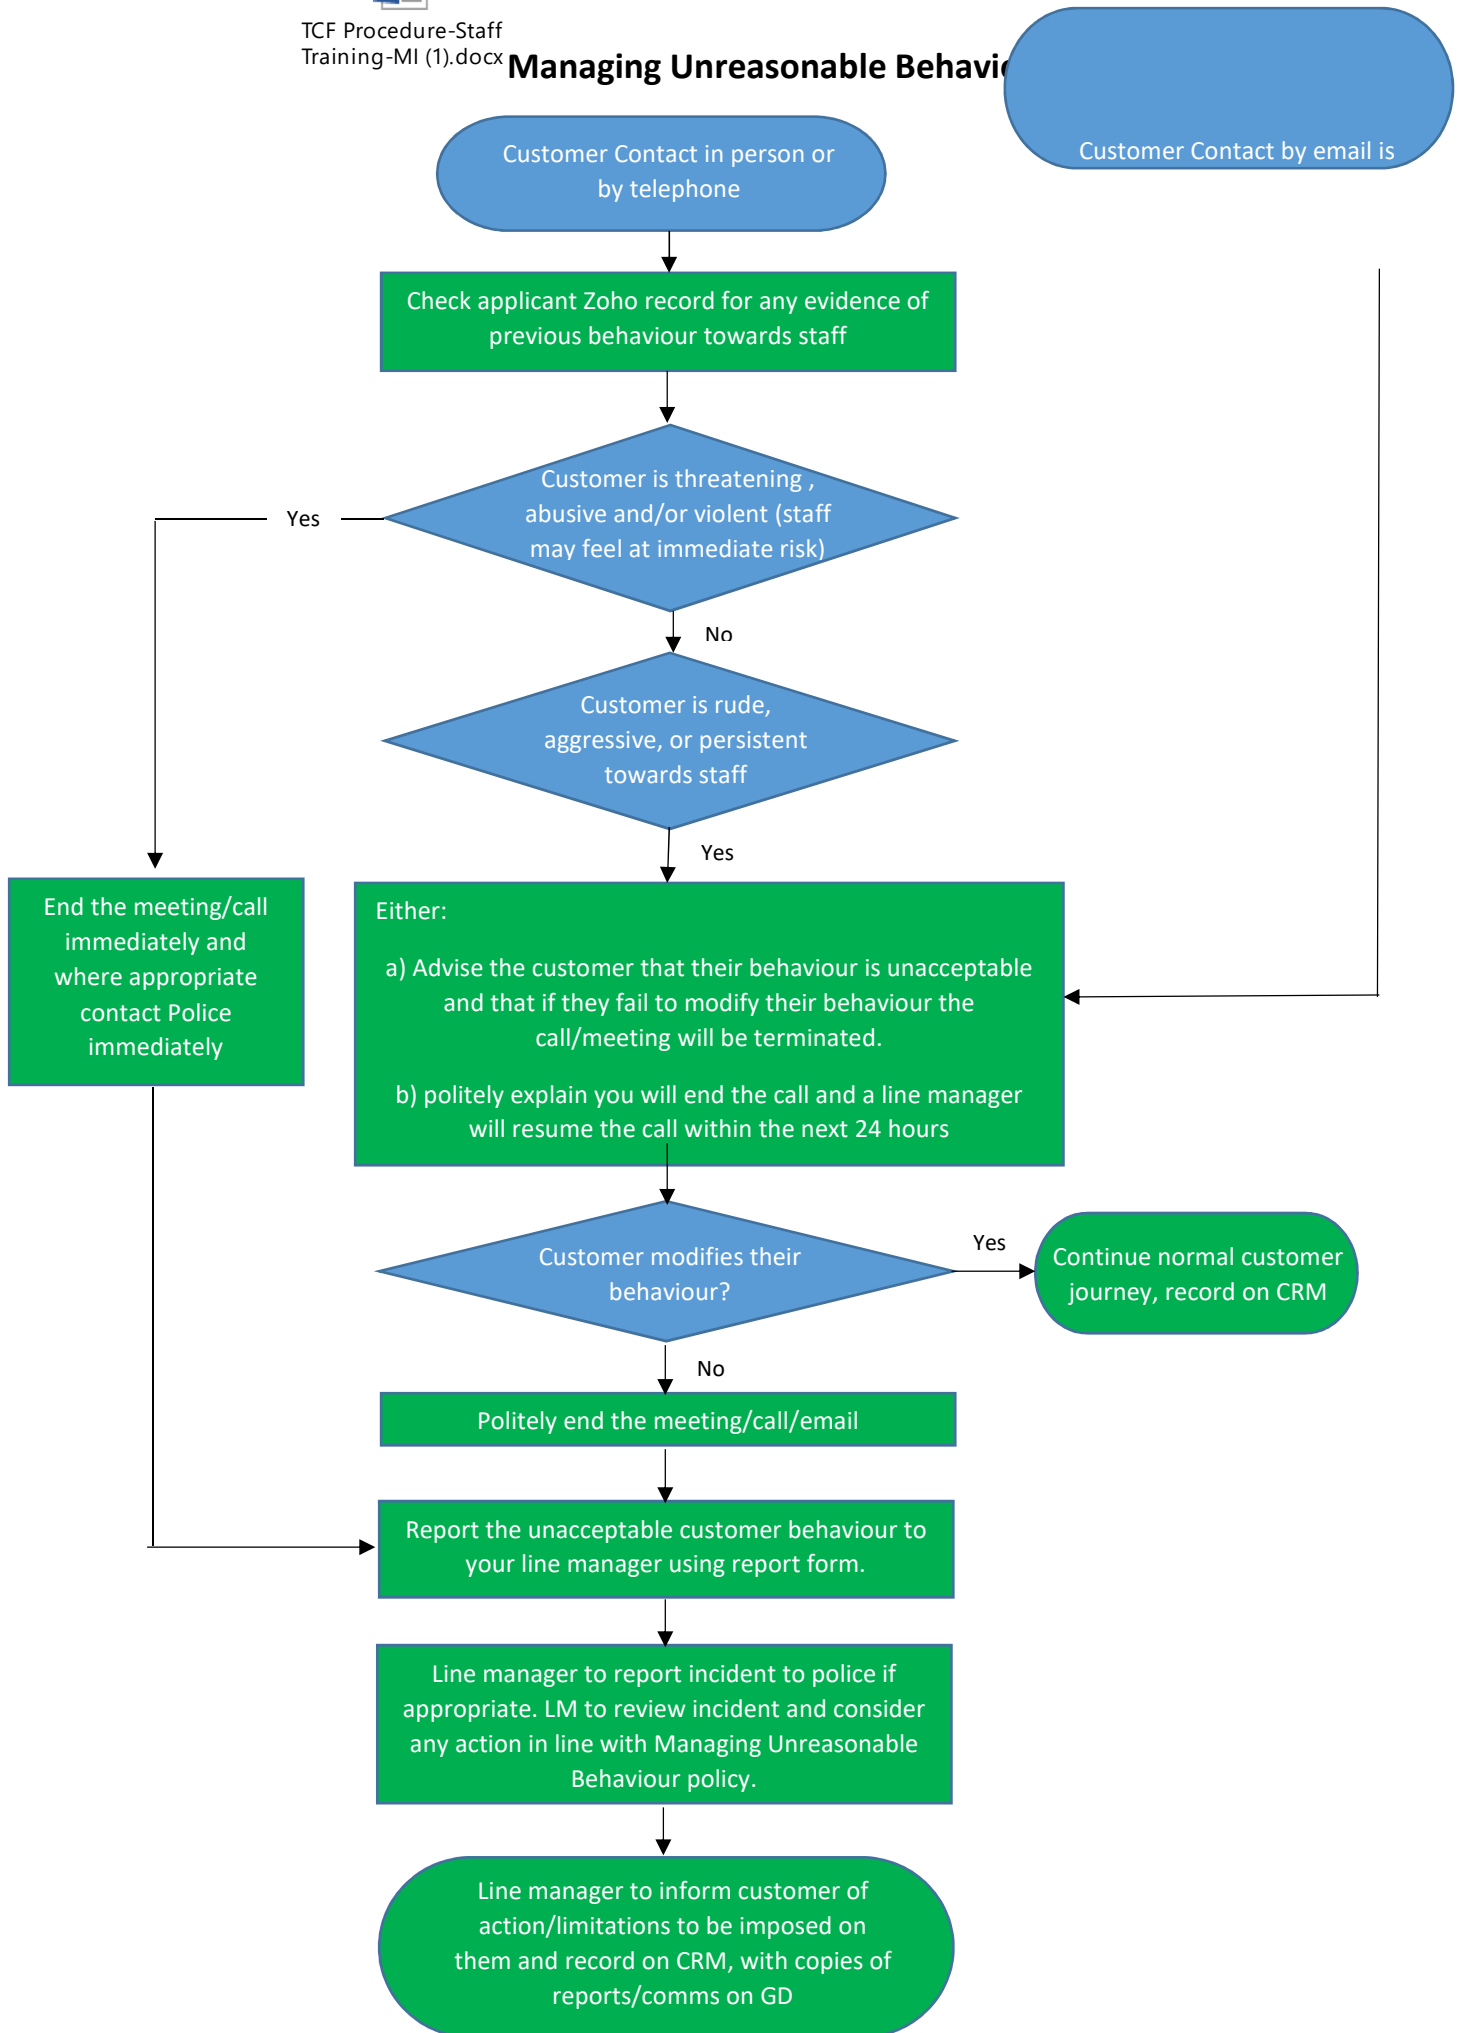 TCF Procedure-Staff
Training-MI (1).docx
Managing Unreasonable Behavio
Customer Contact by email is
Customer Contact in person or
by telephone
Check applicant Zoho record for any evidence of
previous behaviour towards staff
Customer is threatening ,
abusive and/or violent (staff
may feel at immediate risk)
Yes
No
Customer is rude,
aggressive, or persistent
towards staff
Yes
End the meeting/call
immediately and
where appropriate
contact Police
immediately
Either:
a) Advise the customer that their behaviour is unacceptable
and that if they fail to modify their behaviour the
call/meeting will be terminated.
b) politely explain you will end the call and a line manager
will resume the call within the next 24 hours
Customer modifies their
behaviour?
Yes
Continue normal customer
journey, record on CRM
No
Politely end the meeting/call/email
Report the unacceptable customer behaviour to
your line manager using report form.
Line manager to report incident to police if
appropriate. LM to review incident and consider
any action in line with Managing Unreasonable
Behaviour policy.
Line manager to inform customer of
action/limitations to be imposed on
them and record on CRM, with copies of
reports/comms on GD